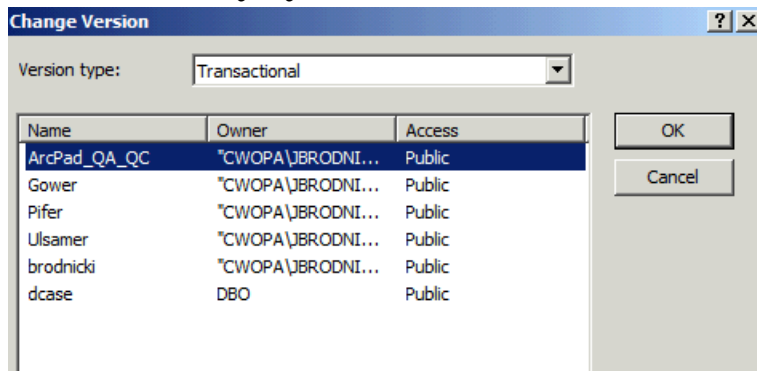 Change Version
Version type: Transactional
Name Owner Access OK
ArcPad_QA_QC "CWOPA\JBRODNI... Public
Gower "CWOPA\JBRODNI... Public Cancel
Pifer "CWOPA\JBRODNI... Public
Ulsamer "CWOPA\JBRODNI... Public
brodnicki "CWOPA\JBRODNI... Public
dcase DBO Public